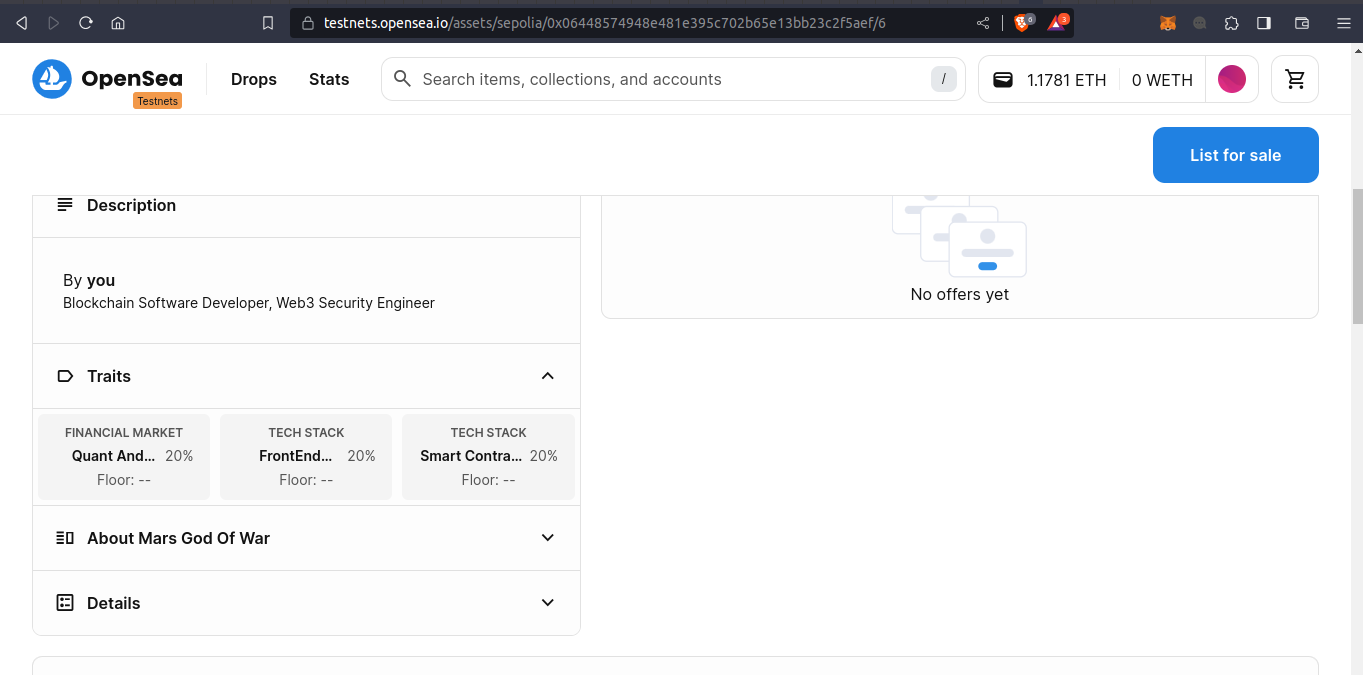 testnets.opensea.io/assets/sepolia/0x06448574948e481e395c702b65e13bb23c2f5aef/6
6
3
OpenSea
Testnets
Drops
Stats
Search items, collections, and accounts
/
1.1781 ETH
0 WETH
List for sale
Description
By you
Blockchain Software Developer, Web3 Security Engineer
No offers yet
Traits
FINANCIAL MARKET
Quant And... 20%
Floor: --
TECH STACK
FrontEnd... 20%
Floor: --
TECH STACK
Smart Contra... 20%
Floor: --
About Mars God Of War
Details